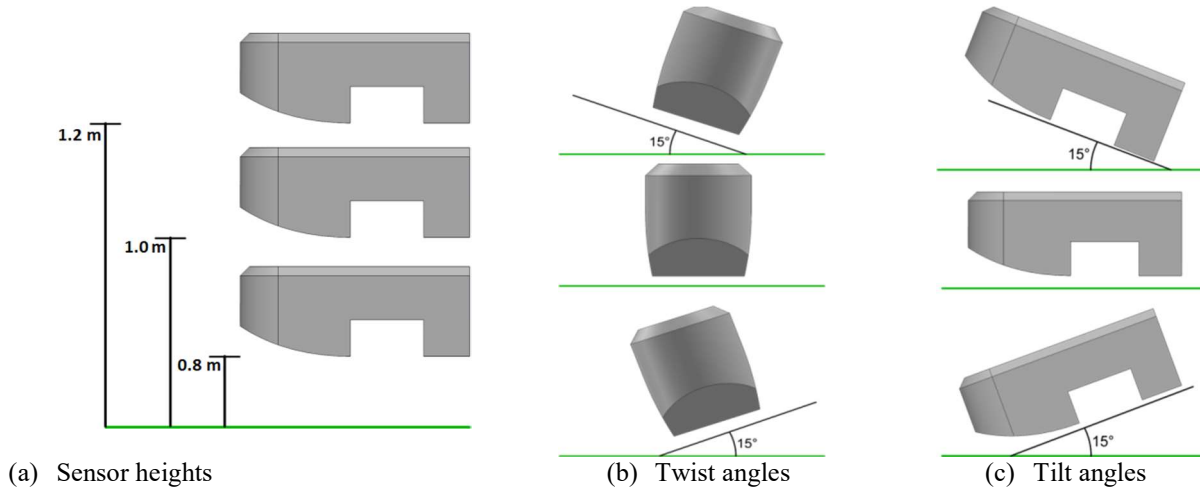 1.2 m
1.0 m
0.8 m
15°
15°
15°
15°
(a) Sensor heights
(b) Twist angles
(c) Tilt angles